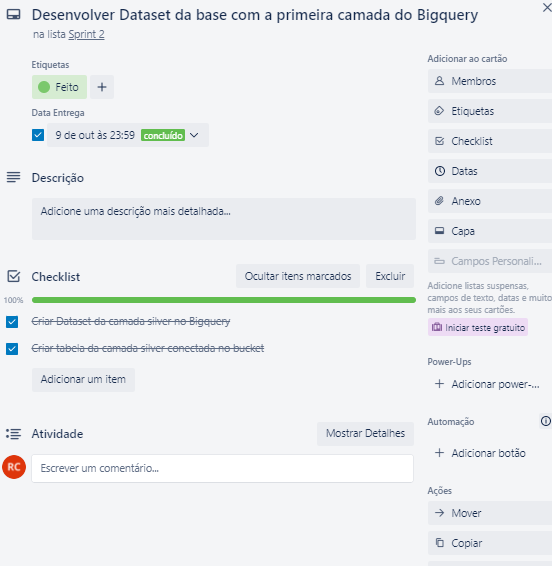 Desenvolver Dataset da base com a primeira camada do Bigquery
na lista Sprint 2
Etiquetas
Feito
Data Entrega
9 de out às 23:59 concluído
Descrição
Adicione uma descrição mais detalhada...
Checklist
Ocultar itens marcados
Excluir
100%
Criar Dataset da camada silver no Bigquery
Criar tabela da camada silver conectada no bucket
Adicionar um item
Atividade
Mostrar Detalhes
RC
Escrever um comentário...
Adicionar ao cartão
Membros
Etiquetas
Checklist
Datas
Anexo
Capa
Campos Personali...
Adicione listas suspensas,
campos de texto, datas e muito
mais aos seus cartões.
Iniciar teste gratuito
Power-Ups
+ Adicionar power-...
Automação
+ Adicionar botão
Ações
Mover
Copiar